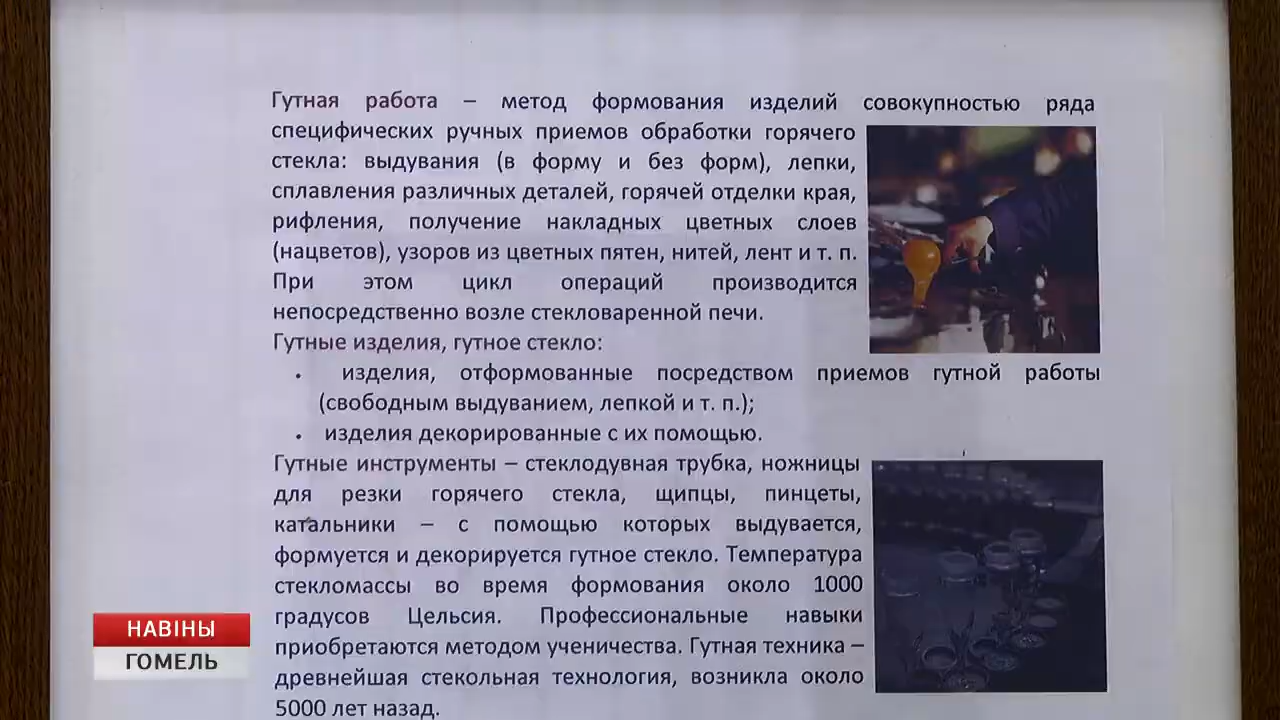 Гутная работа – метод формования изделий совокупностью ряда
специфических ручных приемов обработки горячего
стекла: выдувания (в форму и без форм), лепки,
сплавления различных деталей, горячей отделки края,
рифления, получение накладных цветных слоев
(нацветов), узоров из цветных пятен, нитей, лент и т. п.
При этом цикл операций производится
непосредственно возле стекловаренной печи.
Гутные изделия, гутное стекло:
• изделия, отформованные посредством приемов гутной работы
(свободным выдуванием, лепкой и т. п.);
• изделия декорированные с их помощью.
Гутные инструменты – стеклодувная трубка, ножницы
для резки горячего стекла, щипцы, пинцеты,
катальники – с помощью которых выдувается,
формуется и декорируется гутное стекло. Температура
стекломассы во время формования около 1000
градусов Цельсия. Профессиональные навыки
приобретаются методом ученичества. Гутная техника –
древнейшая стекольная технология, возникла около
5000 лет назад.
НАВІНЫ
ГОМЕЛЬ